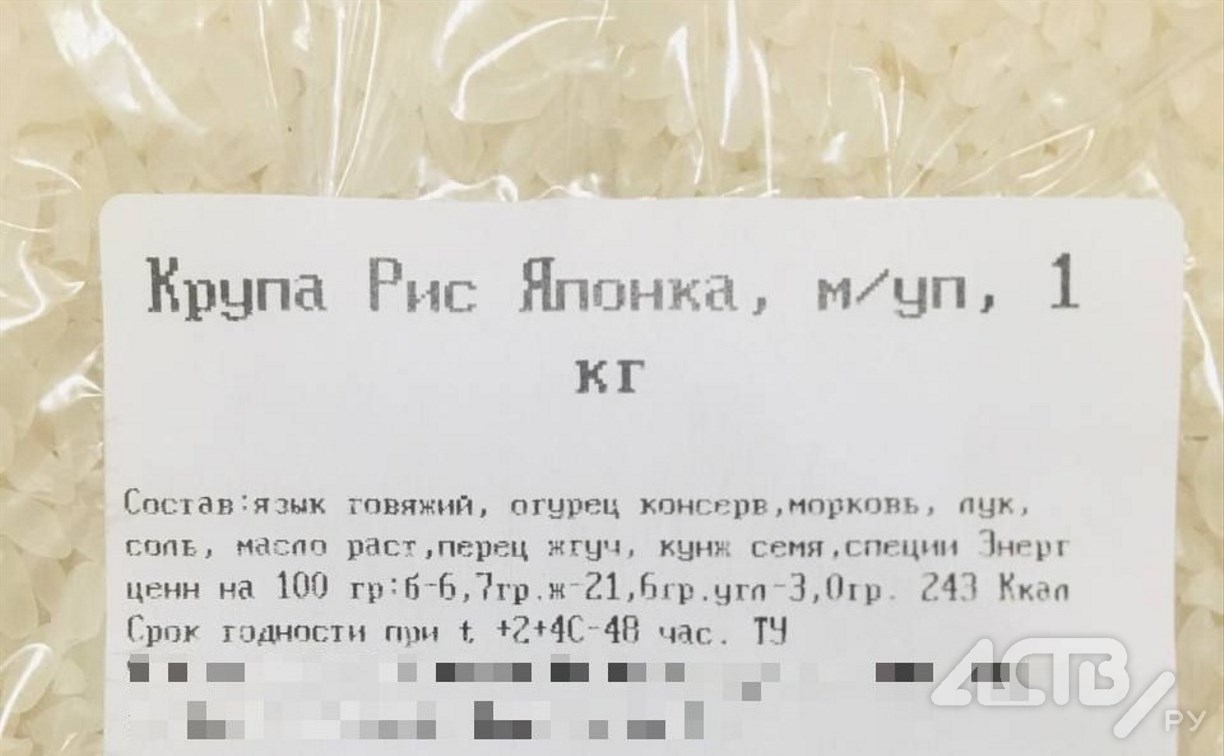 Крупа Рис Японка, м/уп, 1
кг
Состав:язык говяжий, огурец консерв,морковь, лук,
соль, масло раст,перец жгуч, кунж семя,специи Энерг
ценн на 100 гр:б-6,7гр.ж-21,6гр.угл-3,0гр. 243 Ккал
Срок годности при t +2+4С-48 час. ТУ
АСТВ
РУ